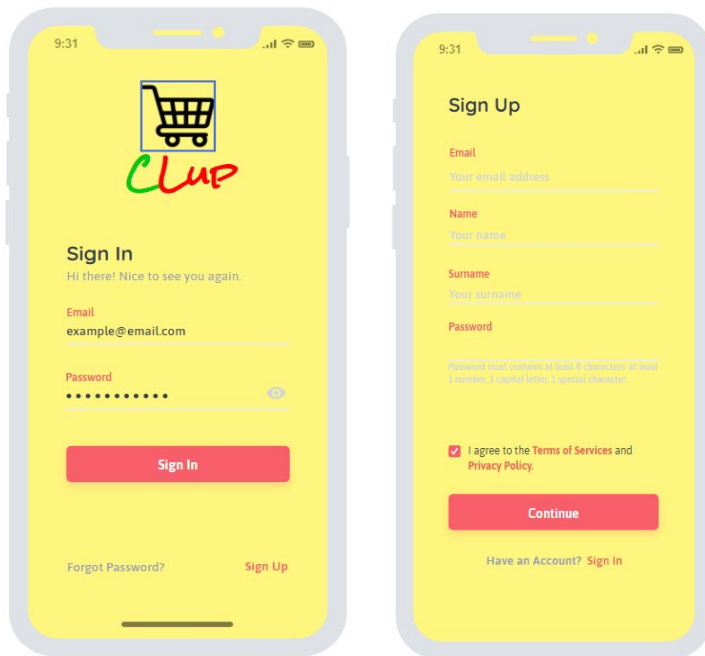 9:31
CLup
Sign In
Hi there! Nice to see you again.
Email
example@email.com
Password
Sign In
Forgot Password? Sign Up
9:31
Sign Up
Email
Your email address
Name
Your name
Surname
Your surname
Password
Password must contains at least 8 characters: at least
1 number, 1 capital letter, 1 special character.
I agree to the Terms of Services and
Privacy Policy.
Continue
Have an Account? Sign In